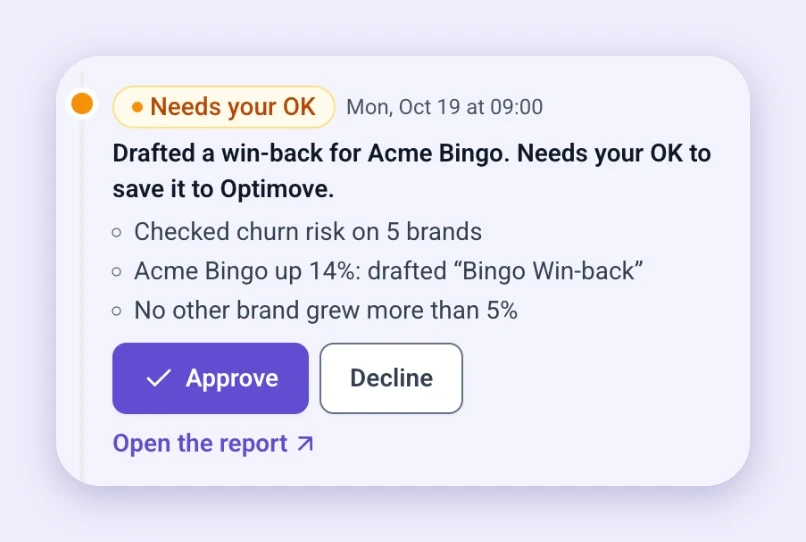 Needs your OK Mon, Oct 19 at 09:00
Drafted a win-back for Acme Bingo. Needs your OK to
save it to Optimove.
Checked churn risk on 5 brands
Acme Bingo up 14%: drafted “Bingo Win-back”
No other brand grew more than 5%
Approve Decline
Open the report